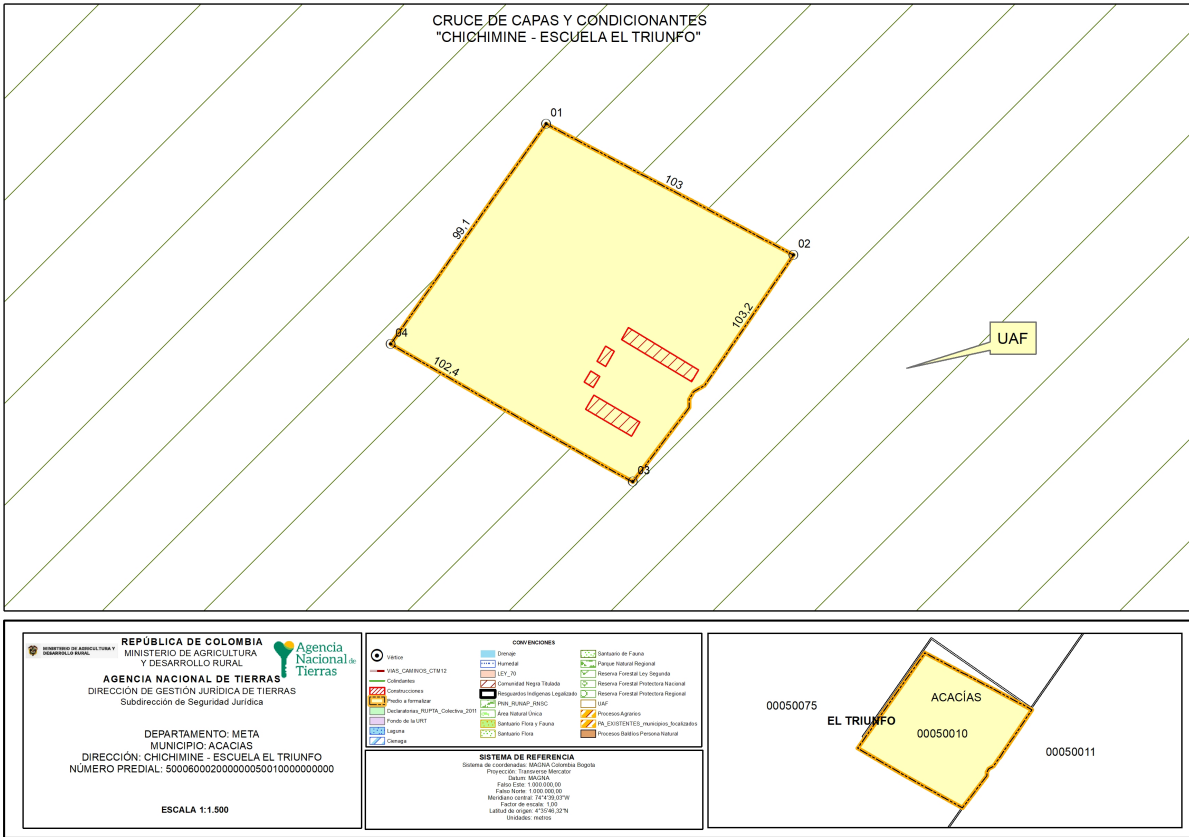 CRUCE DE CAPAS Y CONDICIONANTES
"CHICHIMINE - ESCUELA EL TRIUNFO"
01
103
99,1
02
103,2
UAF
04
102,4
03
MINISTERIO DE AGRICULTURA Y
DESARROLLO RURAL
REPÚBLICA DE COLOMBIA
MINISTERIO DE AGRICULTURA
Y DESARROLLO RURAL
Agencia
Nacional de
Tierras
AGENCIA NACIONAL DE TIERRAS
DIRECCIÓN DE GESTIÓN JURÍDICA DE TIERRAS
Subdirección de Seguridad Jurídica
DEPARTAMENTO: META
MUNICIPIO: ACACIAS
DIRECCIÓN: CHICHIMINE - ESCUELA EL TRIUNFO
NÚMERO PREDIAL: 500060002000000050010000000000
ESCALA 1:1.500
CONVENCIONES
Vértice
VIAS_CAMINOS_CTM12
Colindantes
Construcciones
Predio a formalizar
Declaratorias_RUPTA_Colectiva_2011
Fondo de la URT
Laguna
Cienaga
Drenaje
Humedal
LEY_70
Comunidad Negra Titulada
Resguardos Indígenas Legalizado
PNN_RUNAP_RNSC
Área Natural Única
Santuario Flora y Fauna
Santuario Flora
Santuario de Fauna
Parque Natural Regional
Reserva Forestal Ley Segunda
Reserva Forestal Protectora Nacional
Reserva Forestal Protectora Regional
UAF
Procesos Agrarios
PA_EXISTENTES_municipios_focalizados
Procesos Baldíos Persona Natural
SISTEMA DE REFERENCIA
Sistema de coordenadas: MAGNA Colombia Bogota
Proyección: Transverse Mercator
Datum: MAGNA
Falso Este: 1.000.000,00
Falso Norte: 1.000.000,00
Meridiano central: 74°4'39,03"W
Factor de escala: 1,00
Latitud de origen: 4°35'46,32"N
Unidades: metros
ACACÍAS
00050075
EL TRIUNFO
00050010
00050011